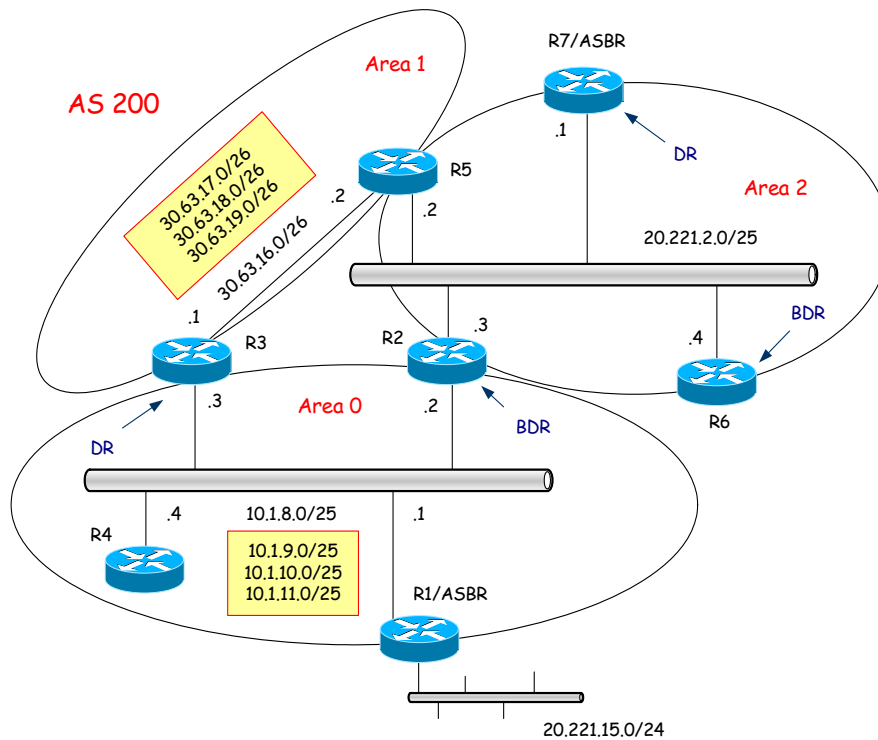 R7/ASBR
Area 1
AS 200
.1
DR
30.63.17.0/26
30.63.18.0/26
30.63.19.0/26
R5
.2
.2
Area 2
30.63.16.0/26
20.221.2.0/25
.1
R3
R2
.3
.4
BDR
.3
Area 0
.2
BDR
R6
DR
.4
10.1.8.0/25
.1
R4
10.1.9.0/25
10.1.10.0/25
10.1.11.0/25
R1/ASBR
20.221.15.0/24